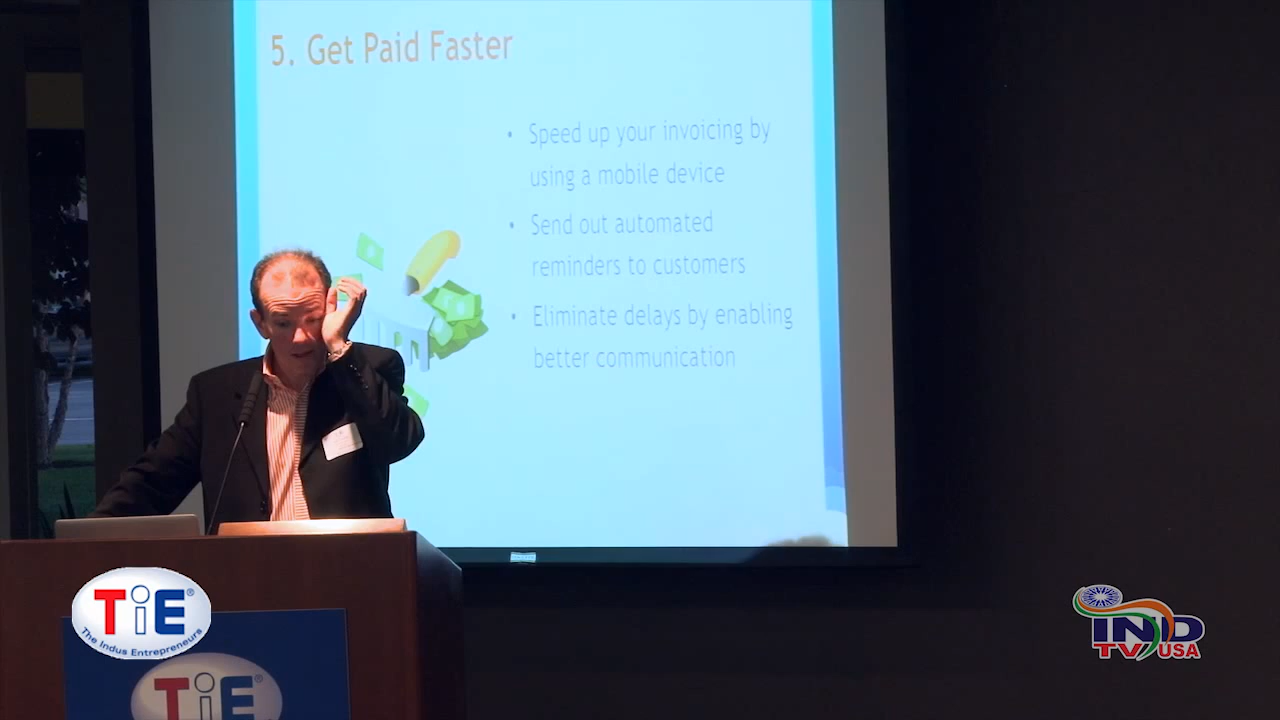 5. Get Paid Faster
• Speed up your invoicing by
using a mobile device
• Send out automated
reminders to customers
• Eliminate delays by enabling
better communication
TiE®
The Indus Entrepreneurs
TiE®
IND
TV USA